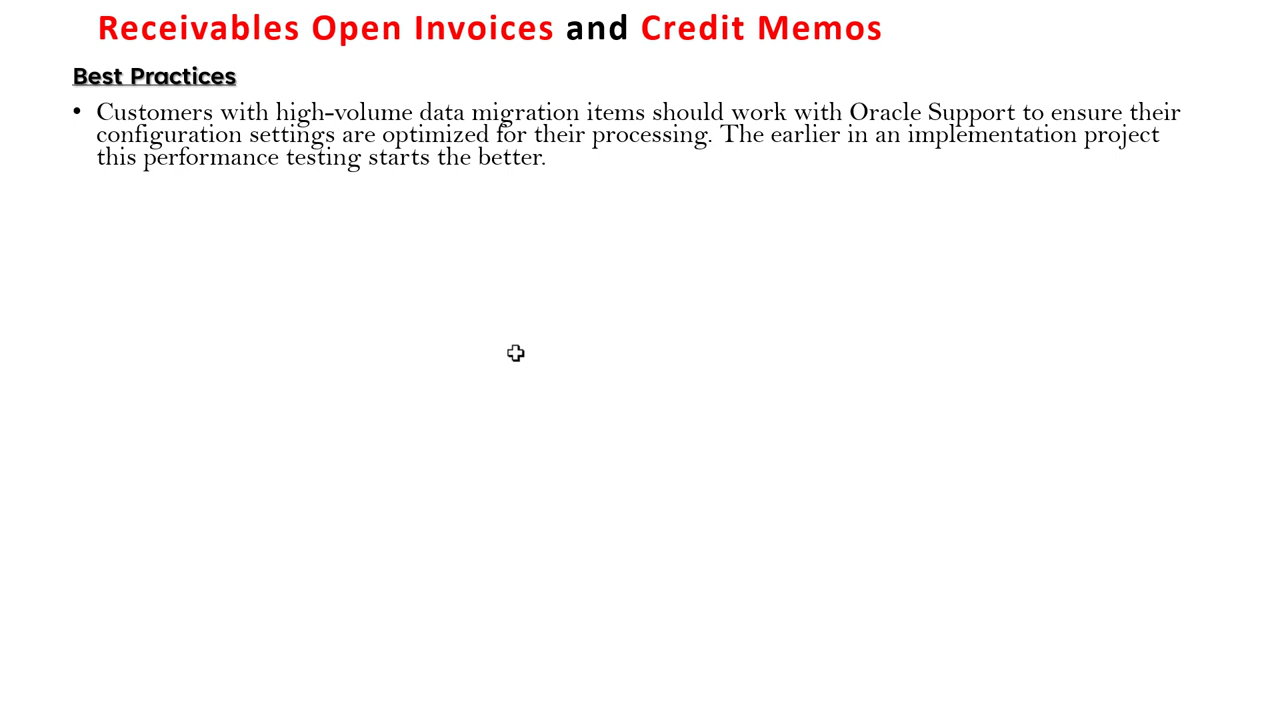 Receivables Open Invoices and Credit Memos
Best Practices
• Customers with high-volume data migration items should work with Oracle Support to ensure their
configuration settings are optimized for their processing. The earlier in an implementation project
this performance testing starts the better.